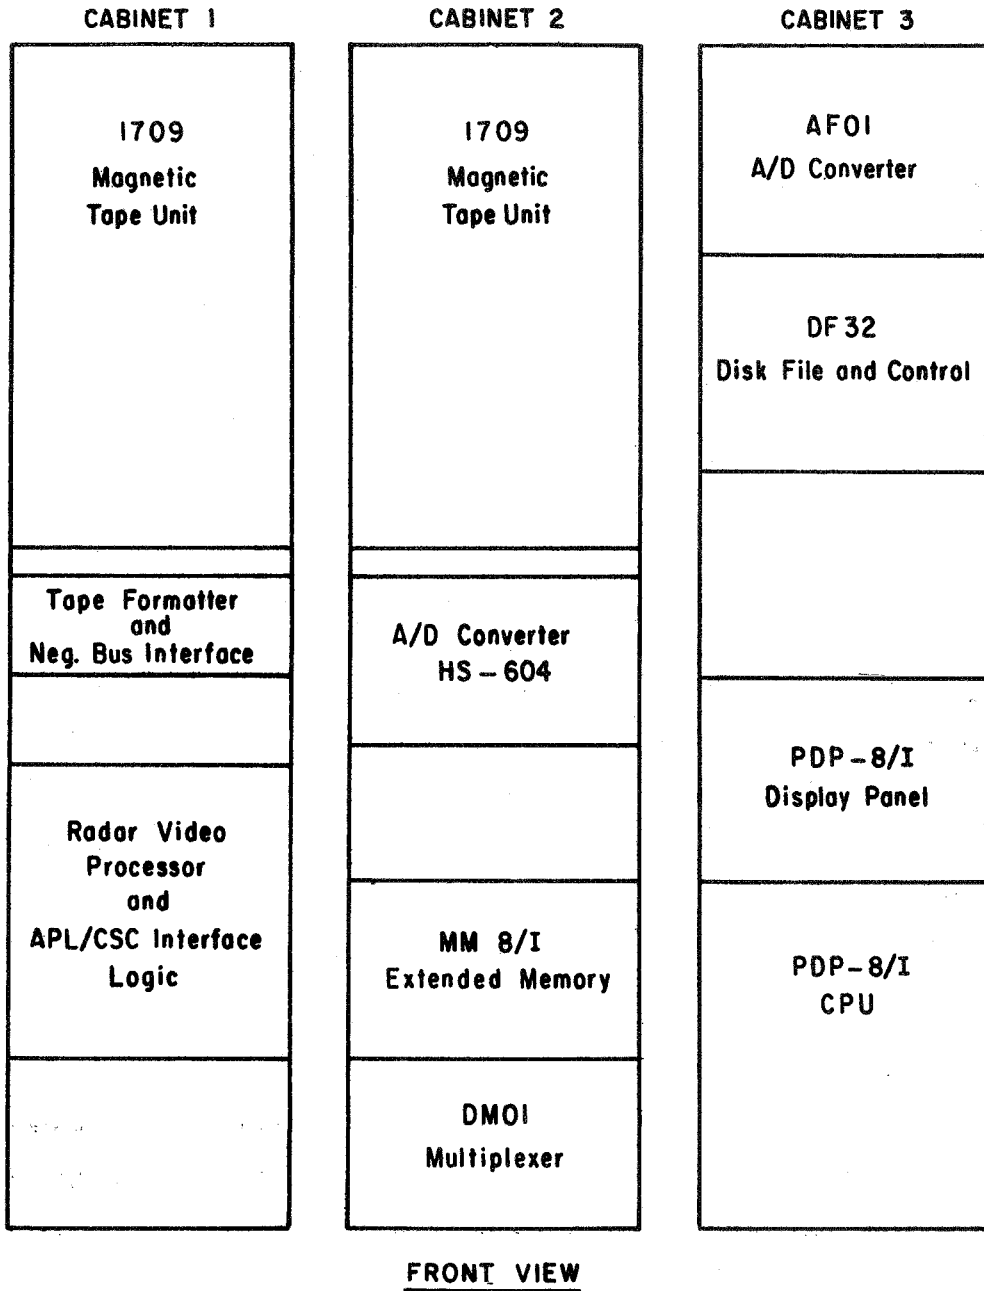 CABINET 1
1709
Magnetic
Tape Unit
Tape Formatter
and
Neg. Bus Interface
Radar Video
Processor
and
APL/CSC Interface
Logic
CABINET 2
1709
Magnetic
Tape Unit
A/D Converter
HS-604
MM 8/I
Extended Memory
DM01
Multiplexer
CABINET 3
AF01
A/D Converter
DF32
Disk File and Control
PDP-8/I
Display Panel
PDP-8/I
CPU
FRONT VIEW